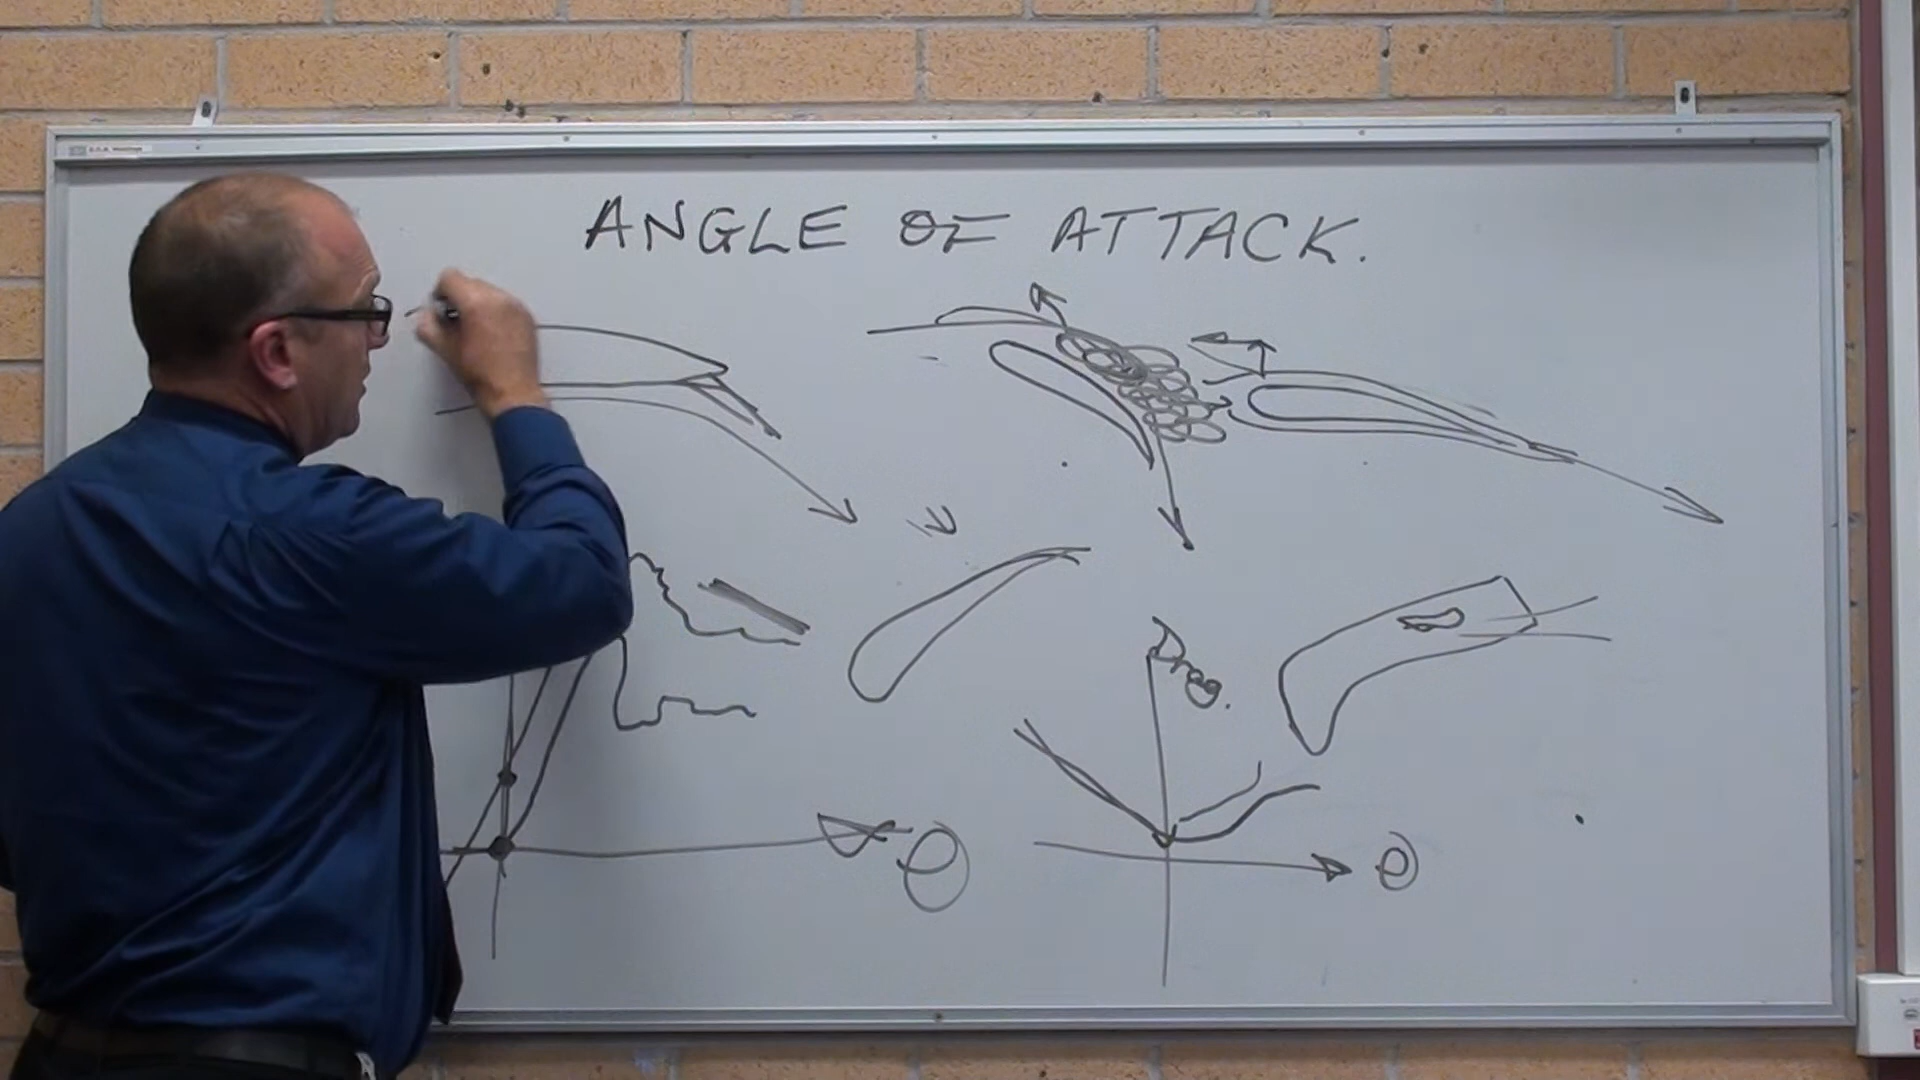 ANGLE OF ATTACK.
Drag.
Θ
Θ